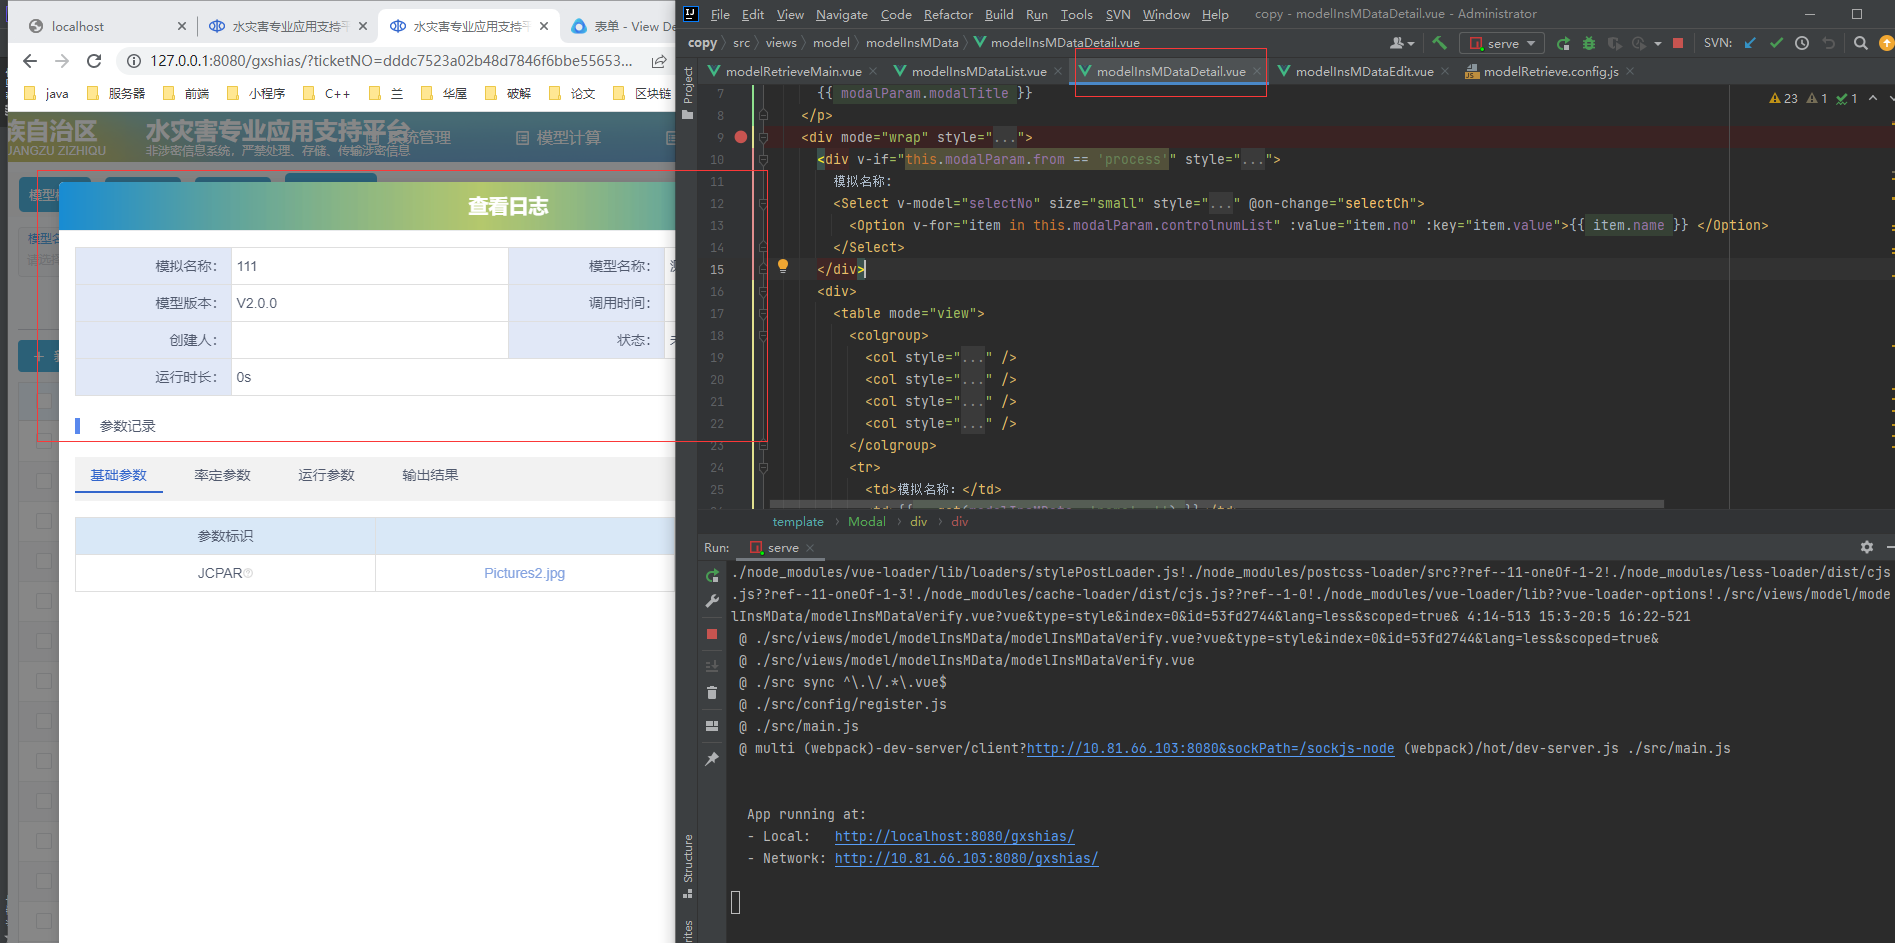 localhost
水灾害专业应用支持平
水灾害专业应用支持平
表单 - View De
127.0.0.1:8080/gxshias/?ticketNO=dddc7523a02b48d7846f6bbe55653...
java
服务器
前端
小程序
C++
兰
华屋
破解
论文
区块链
族自治区
UANGZU ZIZHIQU
水灾害专业应用支持平台
非涉密信息系统，严禁处理、存储、传输涉密信息
系统管理
模型计算
查看日志
模拟名称： 111 模型名称：
模型版本： V2.0.0 调用时间：
创建人： 状态：
运行时长： 0s
参数记录
基础参数 率定参数 运行参数 输出结果
参数标识
JCPAR Pictures2.jpg
File Edit View Navigate Code Refactor Build Run Tools SVN Window Help copy - modelInsMDataDetail.vue - Administrator
copy src views model modelInsMData modelInsMDataDetail.vue
serve
SVN:
modelRetrieveMain.vue modelInsMDataList.vue modelInsMDataDetail.vue modelInsMDataEdit.vue modelRetrieve.config.js
Project
23 1 1
7 {{ modalParam.modalTitle }}
8 </p>
9 <div mode="wrap" style="...">
10 <div v-if="this.modalParam.from == 'process'" style="...">
11 模拟名称:
12 <Select v-model="selectNo" size="small" style="..." @on-change="selectCh">
13 <Option v-for="item in this.modalParam.controlnumList" :value="item.no" :key="item.value">{{ item.name }} </Option>
14 </Select>
15 </div>
16 <div>
17 <table mode="view">
18 <colgroup>
19 <col style="..." />
20 <col style="..." />
21 <col style="..." />
22 <col style="..." />
23 </colgroup>
24 <tr>
25 <td>模拟名称：</td>
template Modal div div
Run: serve
./node_modules/vue-loader/lib/loaders/stylePostLoader.js!./node_modules/postcss-loader/src??ref--11-oneOf-1-2!./node_modules/less-loader/dist/cjs
.js??ref--11-oneOf-1-3!./node_modules/cache-loader/dist/cjs.js??ref--1-0!./node_modules/vue-loader/lib??vue-loader-options!./src/views/model/mode
lInsMData/modelInsMDataVerify.vue?vue&type=style&index=0&id=53fd2744&lang=less&scoped=true& 4:14-513 15:3-20:5 16:22-521
@ ./src/views/model/modelInsMData/modelInsMDataVerify.vue?vue&type=style&index=0&id=53fd2744&lang=less&scoped=true&
@ ./src/views/model/modelInsMData/modelInsMDataVerify.vue
@ ./src sync ^\.\/.*\.vue$
@ ./src/config/register.js
@ ./src/main.js
@ multi (webpack)-dev-server/client?http://10.81.66.103:8080&sockPath=/sockjs-node (webpack)/hot/dev-server.js ./src/main.js
App running at:
- Local: http://localhost:8080/gxshias/
- Network: http://10.81.66.103:8080/gxshias/
Structure